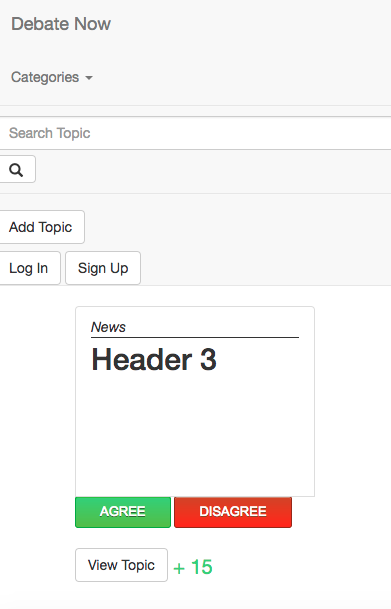 Debate Now
Categories
Search Topic
Add Topic
Log In Sign Up
News
Header 3
AGREE DISAGREE
View Topic + 15